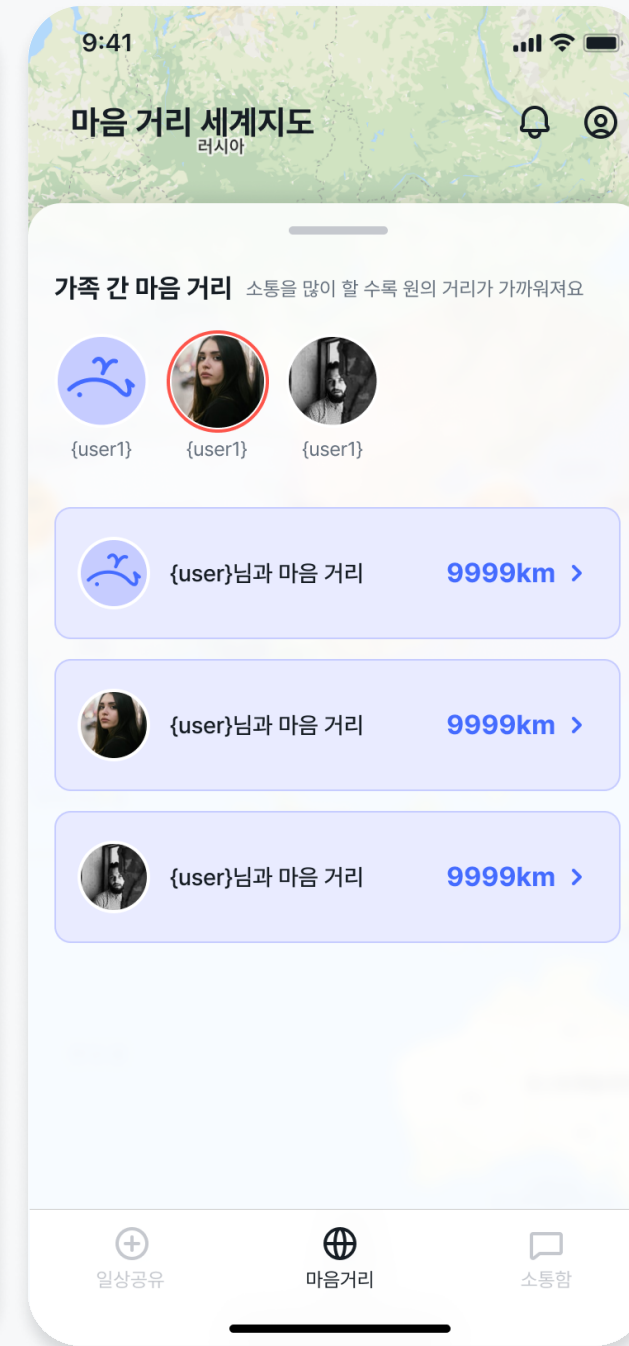 9:41
마음 거리 세계지도
러시아
가족 간 마음 거리 소통을 많이 할 수록 원의 거리가 가까워져요
{user1} {user1} {user1}
{user}님과 마음 거리 9999km
{user}님과 마음 거리 9999km
{user}님과 마음 거리 9999km
일상공유 마음거리 소통함